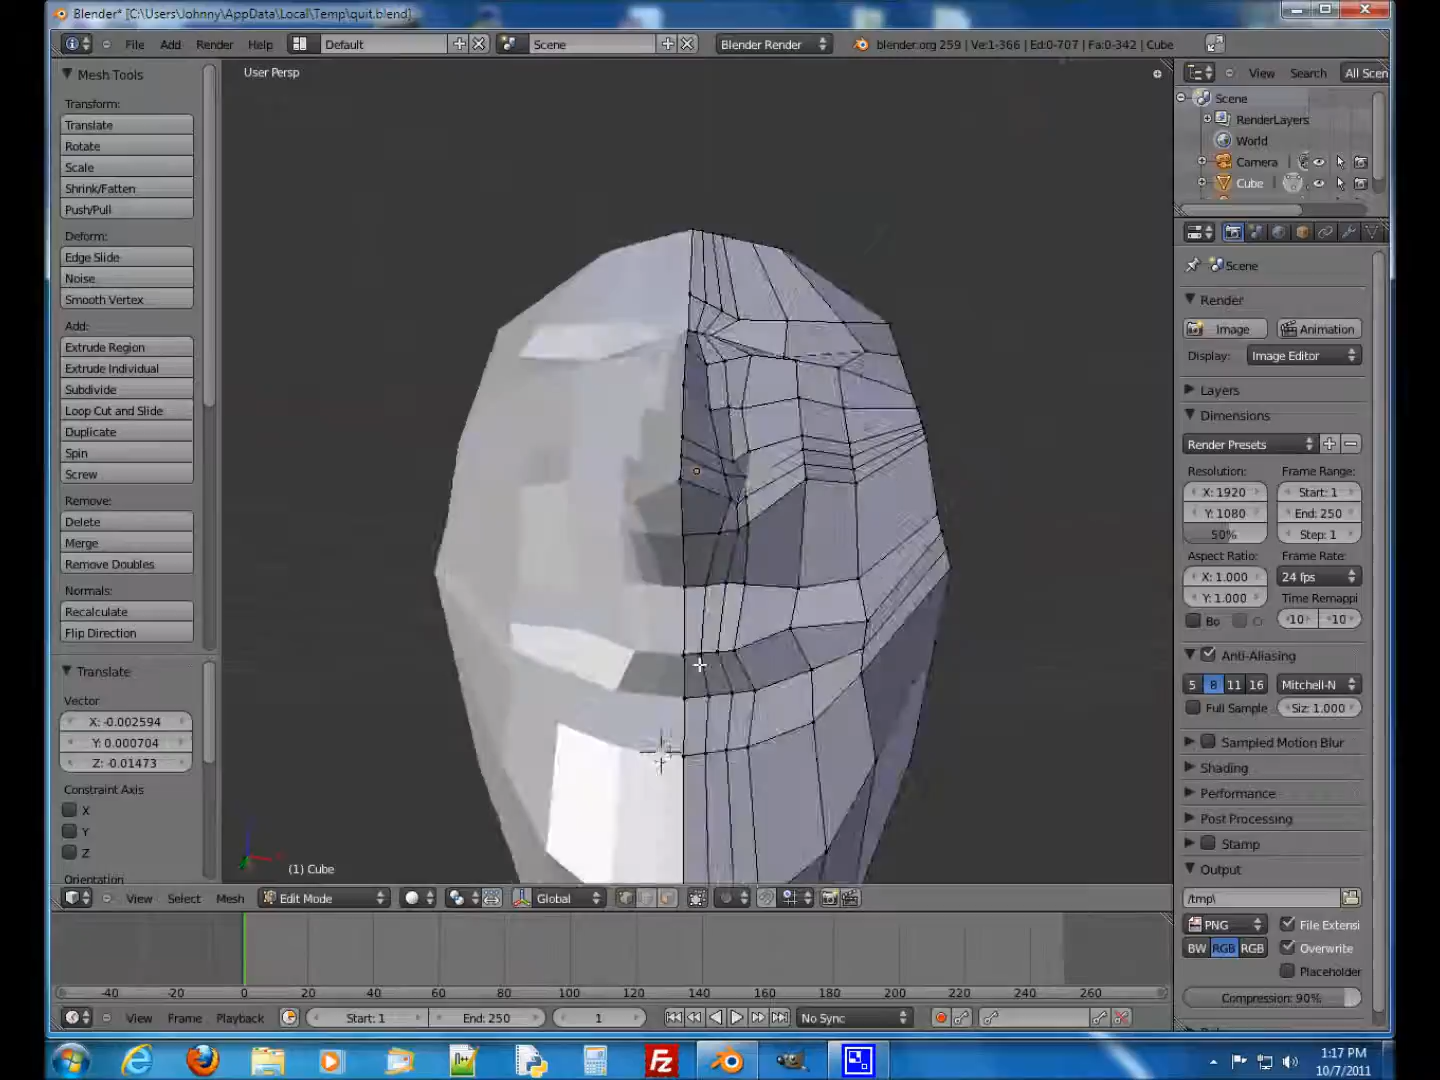 Blender* [C:\Users\Johnny\AppData\Local\Temp\quit.blend]
File Add Render Help Default Scene Blender Render blender.org 259 | Ve:1-366 | Ed:0-707 | Fa:0-342 | Cube
Mesh Tools
Transform:
Translate
Rotate
Scale
Shrink/Fatten
Push/Pull
Deform:
Edge Slide
Noise
Smooth Vertex
Add:
Extrude Region
Extrude Individual
Subdivide
Loop Cut and Slide
Duplicate
Spin
Screw
Remove:
Delete
Merge
Remove Doubles
Normals:
Recalculate
Flip Direction
Translate
Vector
X: -0.002594
Y: 0.000704
Z: -0.01473
Constraint Axis
X
Y
Z
Orientation
User Persp
(1) Cube
View Select Mesh Edit Mode Global
-40 -20 0 20 40 60 80 100 120 140 160 180 200 220 240 260
View Frame Playback Start: 1 End: 250 1 No Sync
View Search All Scen
Scene
RenderLayers
World
Camera
Cube
Scene
Render
Image Animation
Display: Image Editor
Layers
Dimensions
Render Presets
Resolution: Frame Range:
X: 1920 Start: 1
Y: 1080 End: 250
50% Step: 1
Aspect Ratio: Frame Rate:
X: 1.000 24 fps
Y: 1.000 Time Remappi
Bo Cr 10 10
Anti-Aliasing
5 8 11 16 Mitchell-N
Full Sample Siz: 1.000
Sampled Motion Blur
Shading
Performance
Post Processing
Stamp
Output
/tmp\
PNG File Extensi
BW RGB RGB Overwrite
Placeholder
Compression: 90%
1:17 PM
10/7/2011